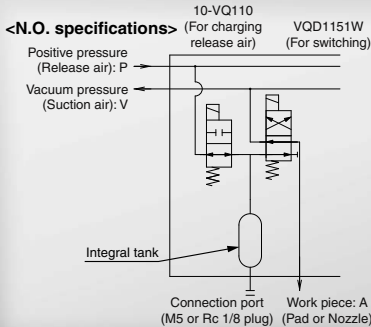 <N.O. specifications>
10-VQ110
(For charging
release air)
VQD1151W
(For switching)
Positive pressure
(Release air): P
Vacuum pressure
(Suction air): V
Integral tank
Connection port
(M5 or Rc 1/8 plug)
Work piece: A
(Pad or Nozzle)